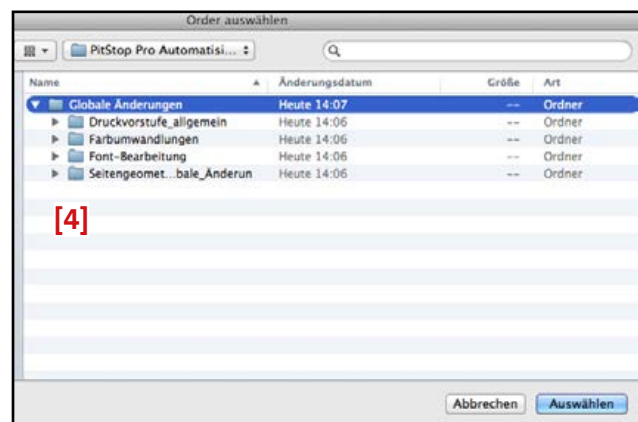 Order auswählen
PitStop Pro Automatisi...
Name Änderungsdatum Größe Art
Globale Änderungen Heute 14:07 -- Ordner
Druckvorstufe_allgemein Heute 14:06 -- Ordner
Farbumwandlungen Heute 14:06 -- Ordner
Font-Bearbeitung Heute 14:06 -- Ordner
Seitengeomet...bale_Änderun Heute 14:06 -- Ordner
[4]
Abbrechen Auswählen